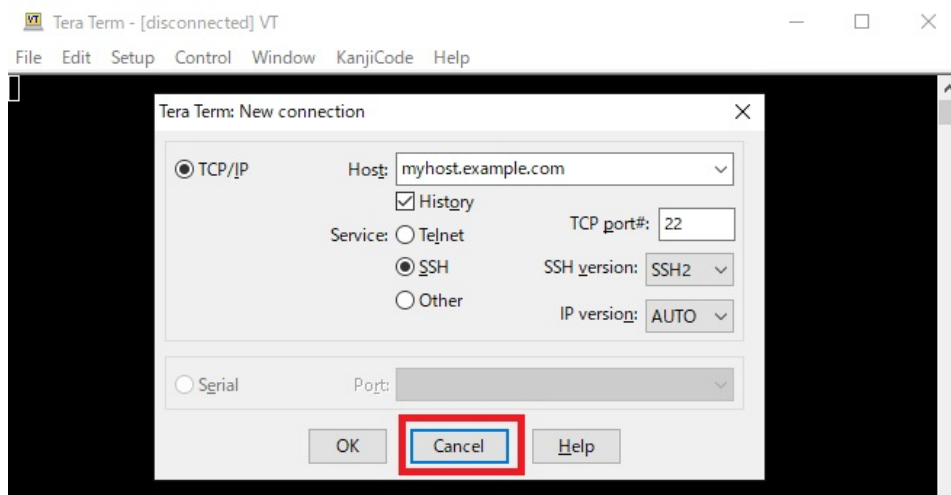 VT Tera Term - [disconnected] VT
File Edit Setup Control Window KanjiCode Help
Tera Term: New connection
TCP/IP Host: myhost.example.com
History
Service: Telnet TCP port#: 22
SSH SSH version: SSH2
Other IP version: AUTO
Serial Port:
OK Cancel Help